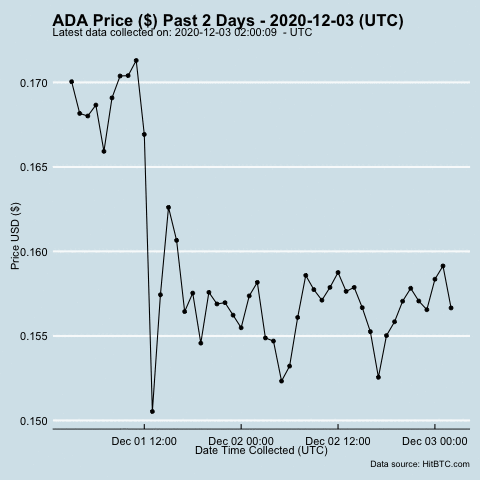 ADA Price ($) Past 2 Days - 2020-12-03 (UTC)
Latest data collected on: 2020-12-03 02:00:09 - UTC
0.170
0.165
0.160
0.155
0.150
Price USD ($)
Dec 01 12:00
Dec 02 00:00
Dec 02 12:00
Dec 03 00:00
Date Time Collected (UTC)
Data source: HitBTC.com